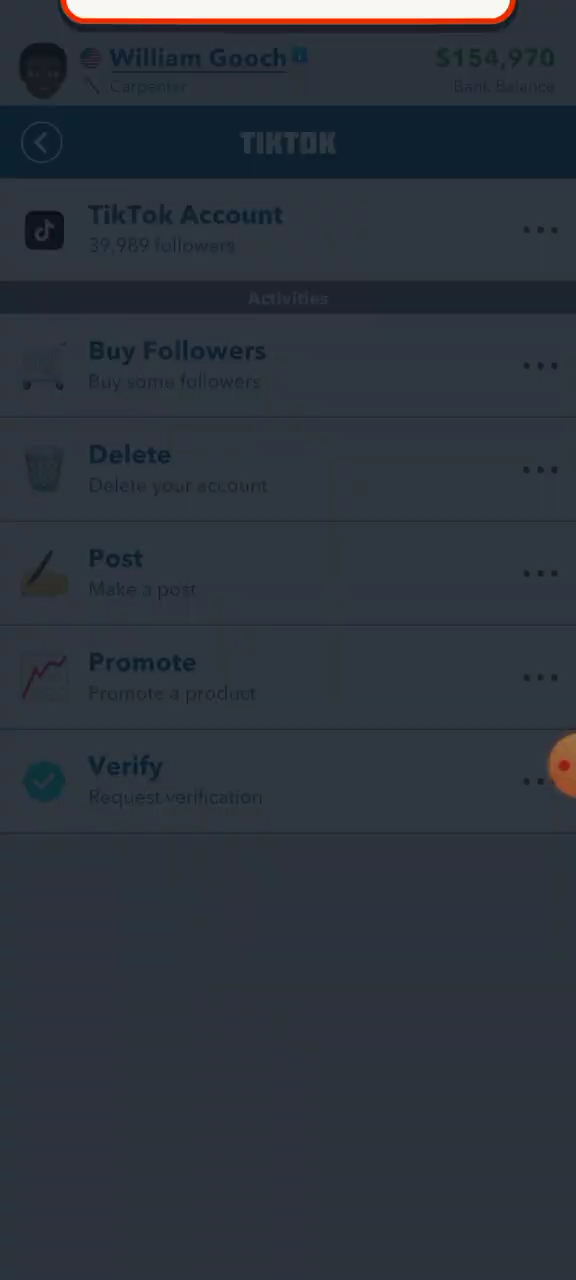 William Gooch
$154,970
Carpenter
Bank Balance
TIKTOK
TikTok Account
39,989 followers
Activities
Buy Followers
Buy some followers
Delete
Delete your account
Post
Make a post
Promote
Promote a product
Verify
Request verification